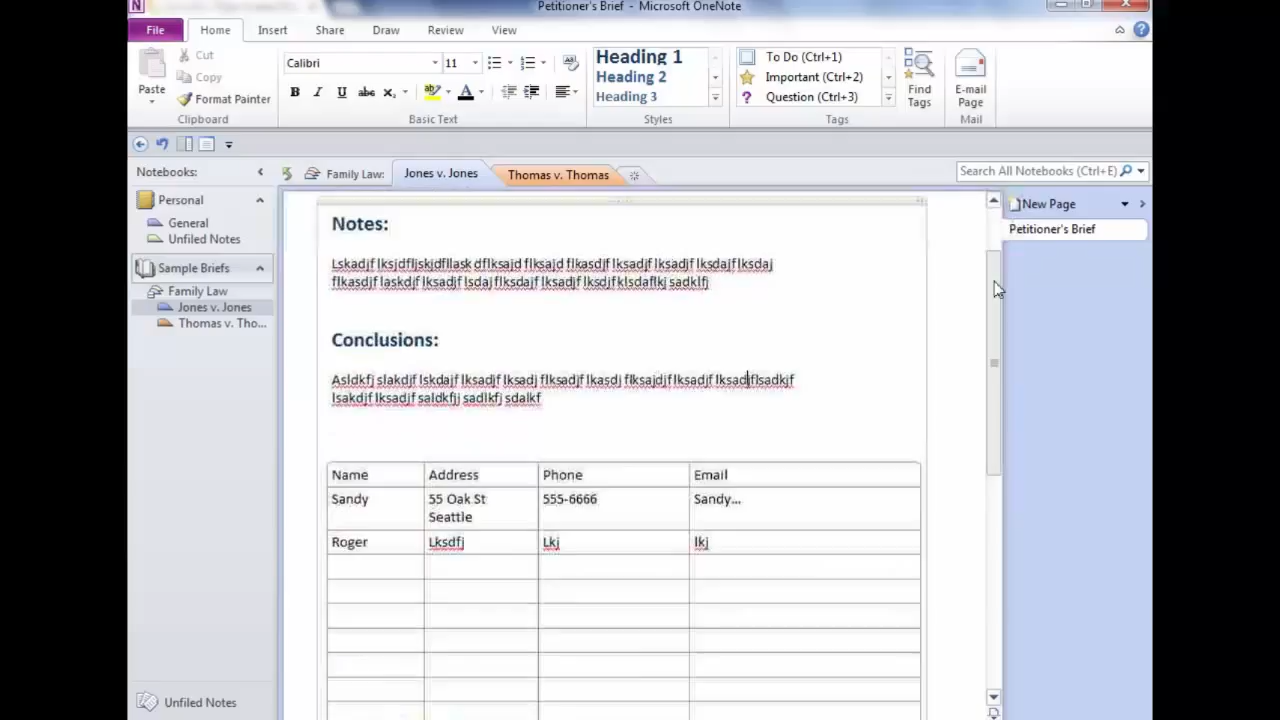 Petitioner's Brief - Microsoft OneNote
File Home Insert Share Draw Review View
Paste
Cut
Copy
Format Painter
Clipboard
Calibri 11
B I U abc X₂ ab A
Basic Text
Heading 1
Heading 2
Heading 3
Styles
To Do (Ctrl+1)
Important (Ctrl+2)
Question (Ctrl+3)
Tags
Find
Tags
E-mail
Page
Mail
Notebooks:
Personal
General
Unfiled Notes
Sample Briefs
Family Law
Jones v. Jones
Thomas v. Tho...
Unfiled Notes
Family Law: Jones v. Jones Thomas v. Thomas
Search All Notebooks (Ctrl+E)
New Page
Petitioner's Brief
Notes:
Lskadjf lksjdfljskjdfllask dflksajd flksajd flkasdjf lksadjf lksadjf lksdajf lksdaj
flkasdjf laskdjf lksadjf lsdaj flksdajf lksadjf lksdjf klsdaflkj sadklfj
Conclusions:
Asldkfj slakdjf lskdajf lksadjf lksadj flksadjf lkasdj flksajdjf lksadjf lksadjflsadkjf
lsakdjf lksadjf saldkfjj sadlkfj sdalkf
Name Address Phone Email
Sandy 55 Oak St 555-6666 Sandy...
Seattle
Roger Lksdfj Lkj lkj